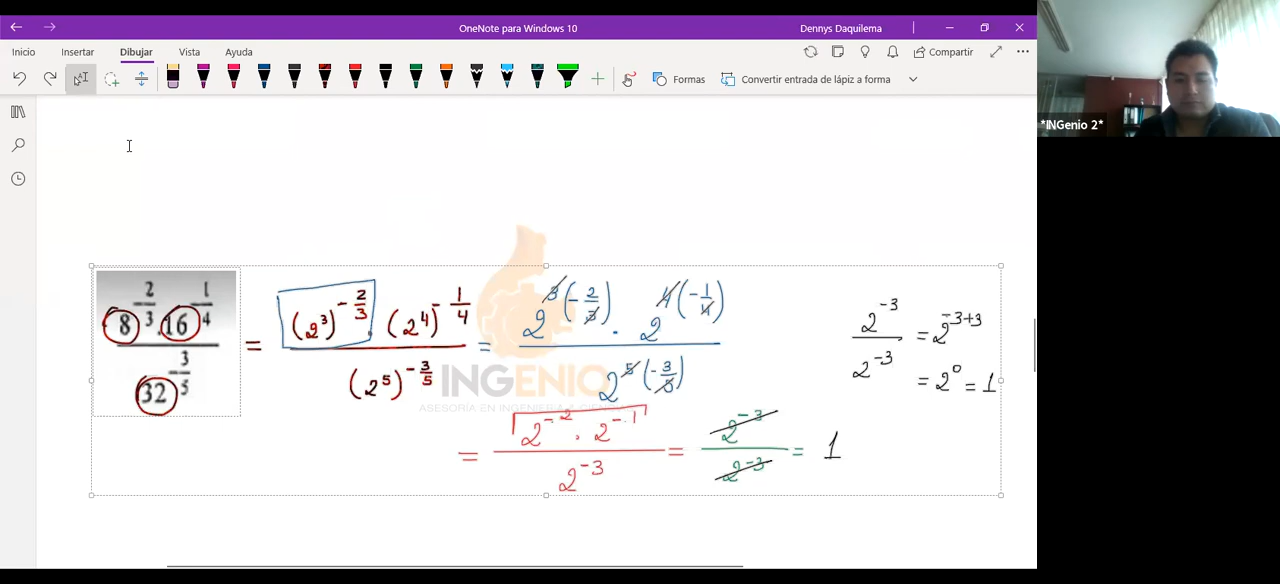 OneNote para Windows 10
Dennys Daquilema
Inicio Insertar Dibujar Vista Ayuda
Compartir
Formas
Convertir entrada de lápiz a forma
*INGenio 2*
8^{-2/3} . 16^{-1/4} / 32^{-3/5} = (2^3)^{-2/3} . (2^4)^{-1/4} / (2^5)^{-3/5} = 2^{3(-2/3)} . 2^{4(-1/4)} / 2^{5(-3/5)}
= 2^{-2} . 2^{-1} / 2^{-3} = 2^{-3} / 2^{-3} = 1
2^{-3} / 2^{-3} = 2^{-3+3}
= 2^0 = 1
INGENIO
ASESORÍA EN INGENIERÍA & CIENCIAS